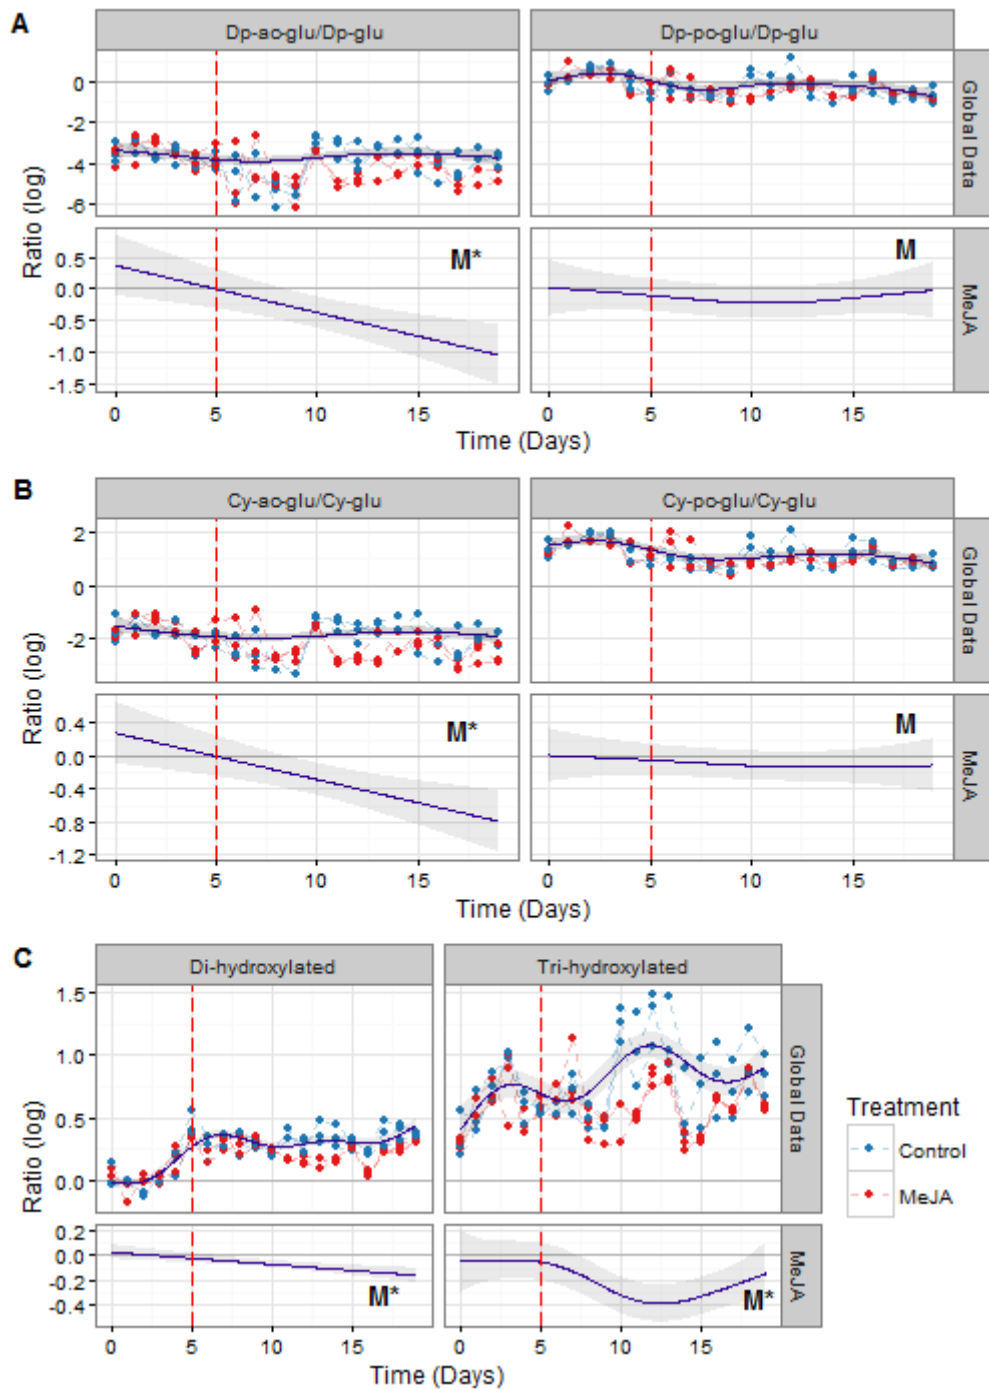 A
Dp-ac-glu/Dp-glu
Dp-pc-glu/Dp-glu
0
-2
-4
-6
Global Data
Ratio (log)
0.5
0.0
-0.5
-1.0
-1.5
M*
M
MeJA
0 5 10 15 0 5 10 15
Time (Days)
B
Cy-ac-glu/Cy-glu
Cy-pc-glu/Cy-glu
2
0
-2
Global Data
Ratio (log)
0.4
0.0
-0.4
-0.8
-1.2
M*
M
MeJA
0 5 10 15 0 5 10 15
Time (Days)
C
Di-hydroxylated
Tri-hydroxylated
1.5
1.0
0.5
0.0
Global Data
Ratio (log)
0.2
0.0
-0.2
-0.4
M*
M*
MeJA
0 5 10 15 0 5 10 15
Time (Days)
Treatment
Control
MeJA